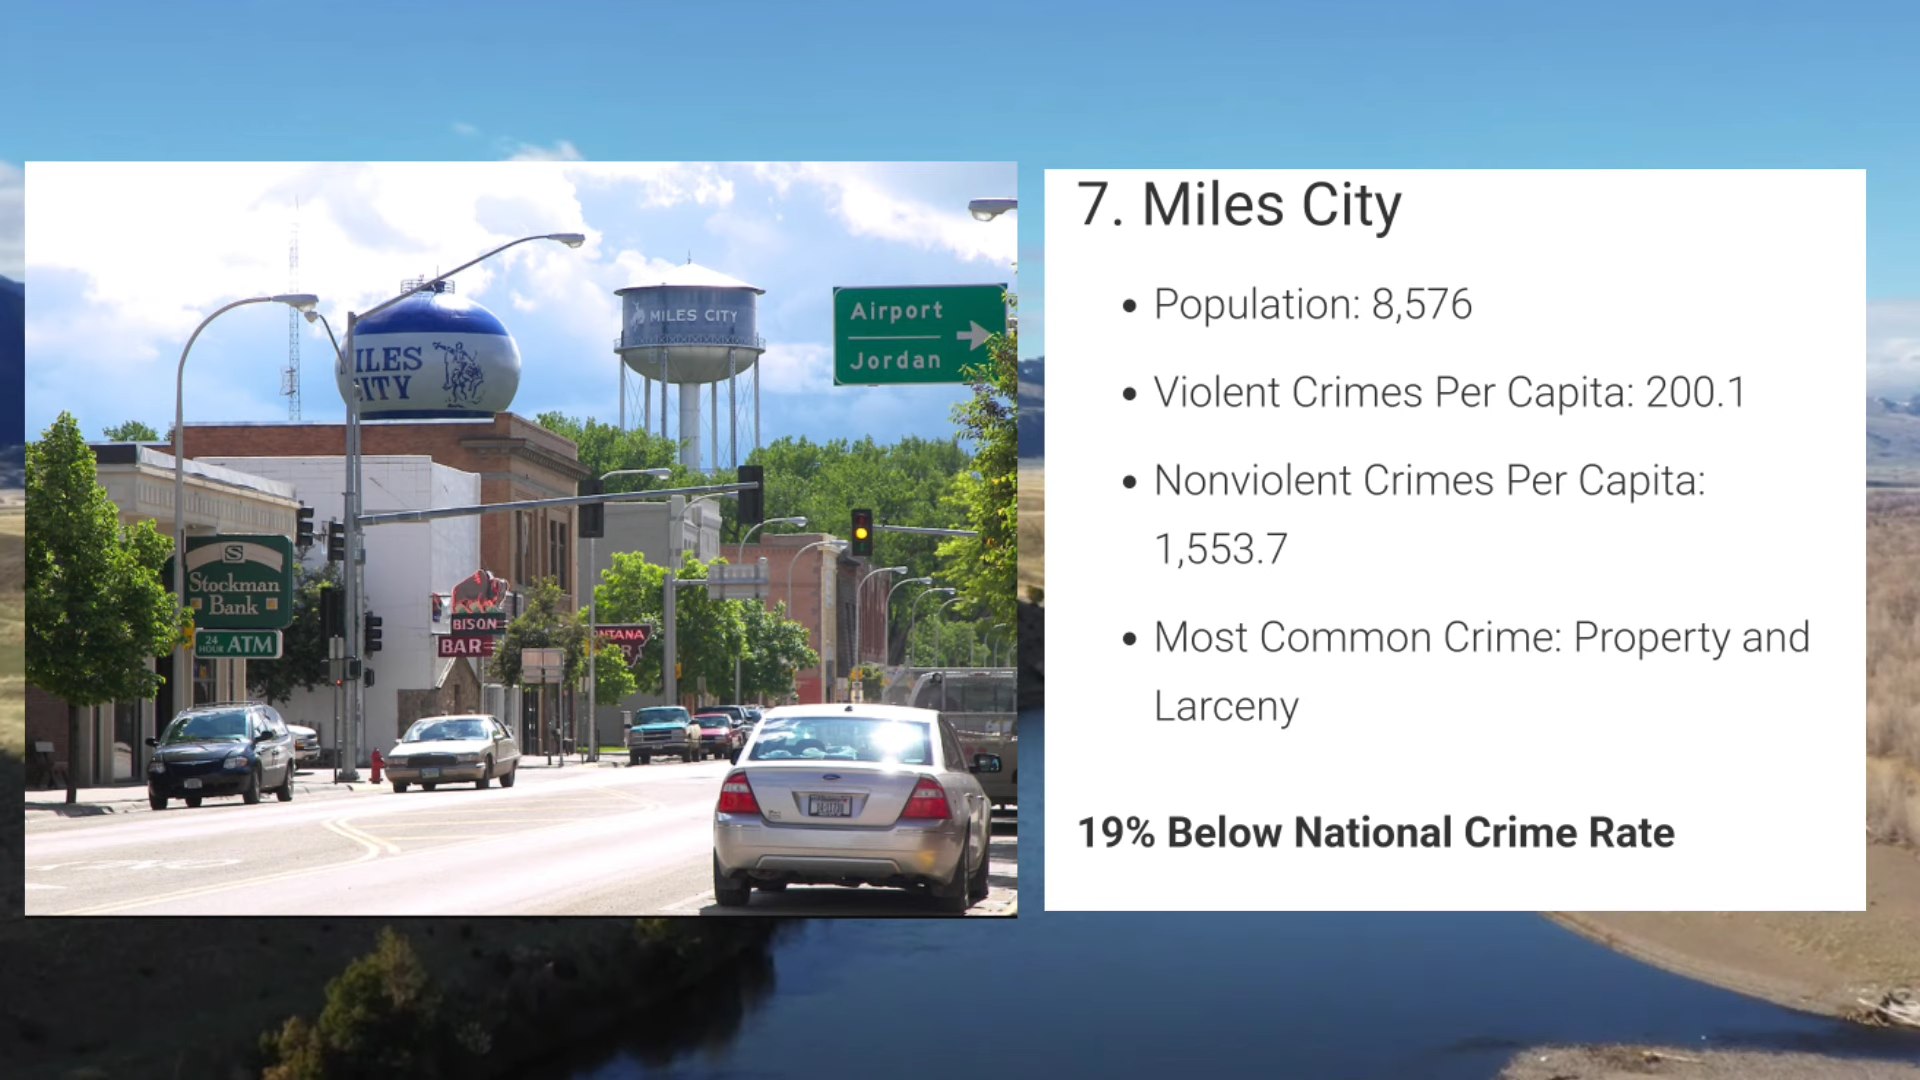 7. Miles City
• Population: 8,576
• Violent Crimes Per Capita: 200.1
• Nonviolent Crimes Per Capita:
1,553.7
• Most Common Crime: Property and
Larceny
19% Below National Crime Rate
ILES
ITY
MILES CITY
Airport
Jordan
S
Stockman
Bank
24
HOUR ATM
BISON
BAR
NTANA